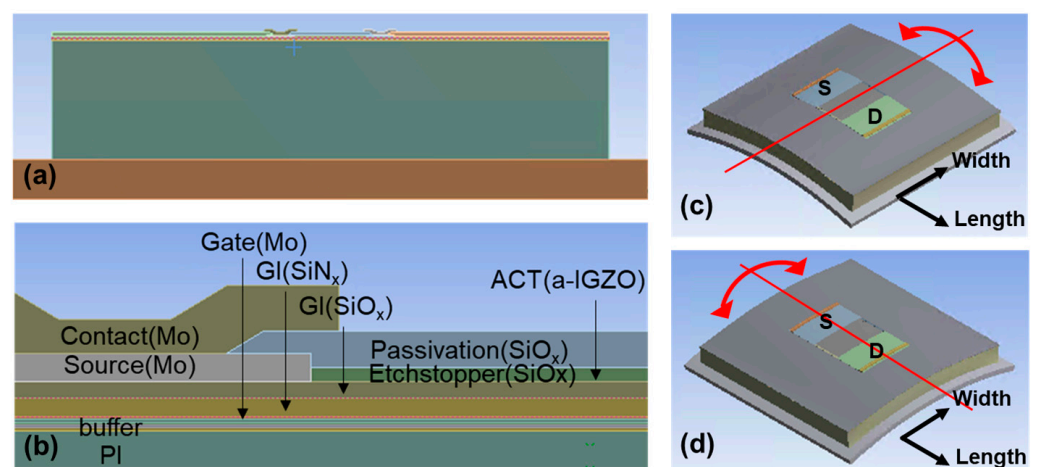 (a)
Gate(Mo)
GI(SiNx)
GI(SiOx)
ACT(a-IGZO)
Contact(Mo)
Source(Mo)
Passivation(SiOx)
Etchstopper(SiOx)
buffer
PI
(b)
S
D
Width
Length
(c)
S
D
Width
Length
(d)